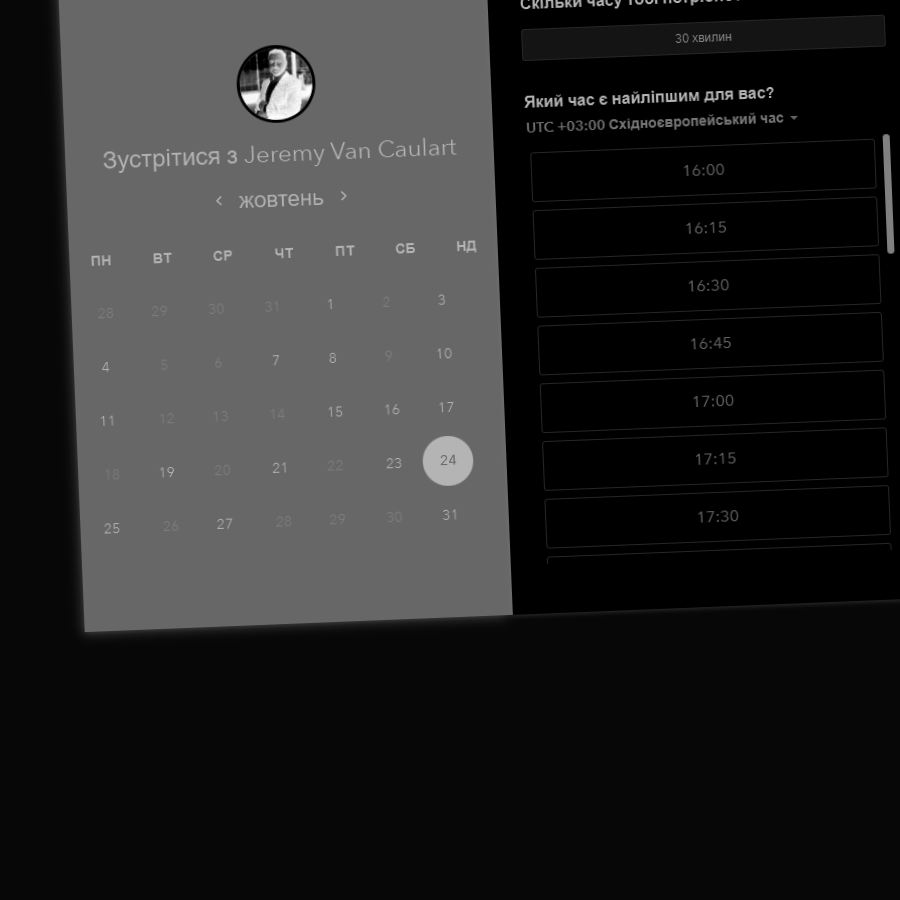 Зустрітися з Jeremy Van Caulart
жовтень
ПН ВТ СР ЧТ ПТ СБ НД
28 29 30 31 1 2 3
4 5 6 7 8 9 10
11 12 13 14 15 16 17
18 19 20 21 22 23 24
25 26 27 28 29 30 31
Скільки часу тобі
30 хвилин
Який час є найліпшим для вас?
UTC +03:00 Східноєвропейський час
16:00
16:15
16:30
16:45
17:00
17:15
17:30